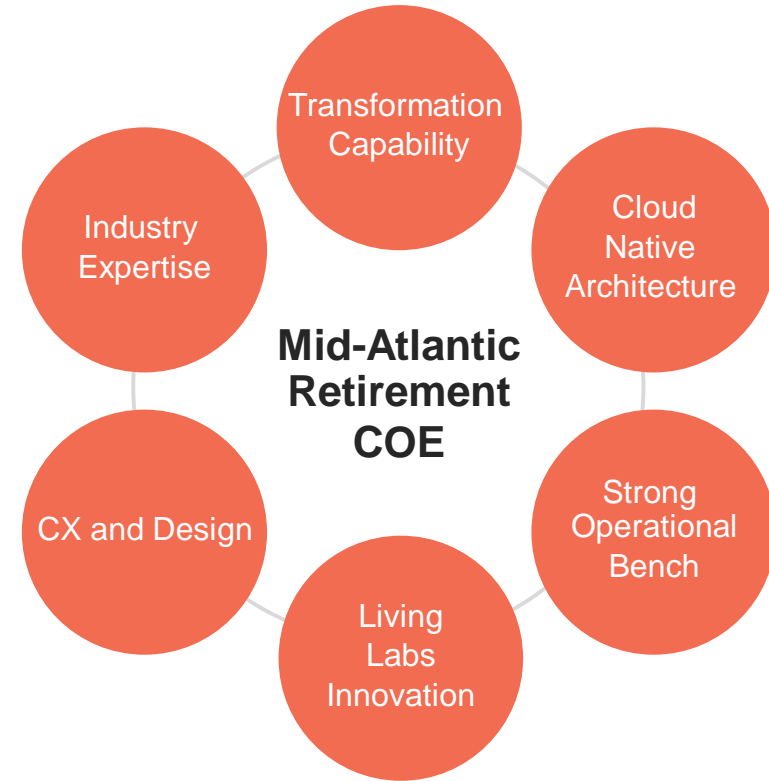 Transformation
Capability
Cloud
Native
Architecture
Strong
Operational
Bench
Living
Labs
Innovation
CX and Design
Industry
Expertise
Mid-Atlantic
Retirement
COE